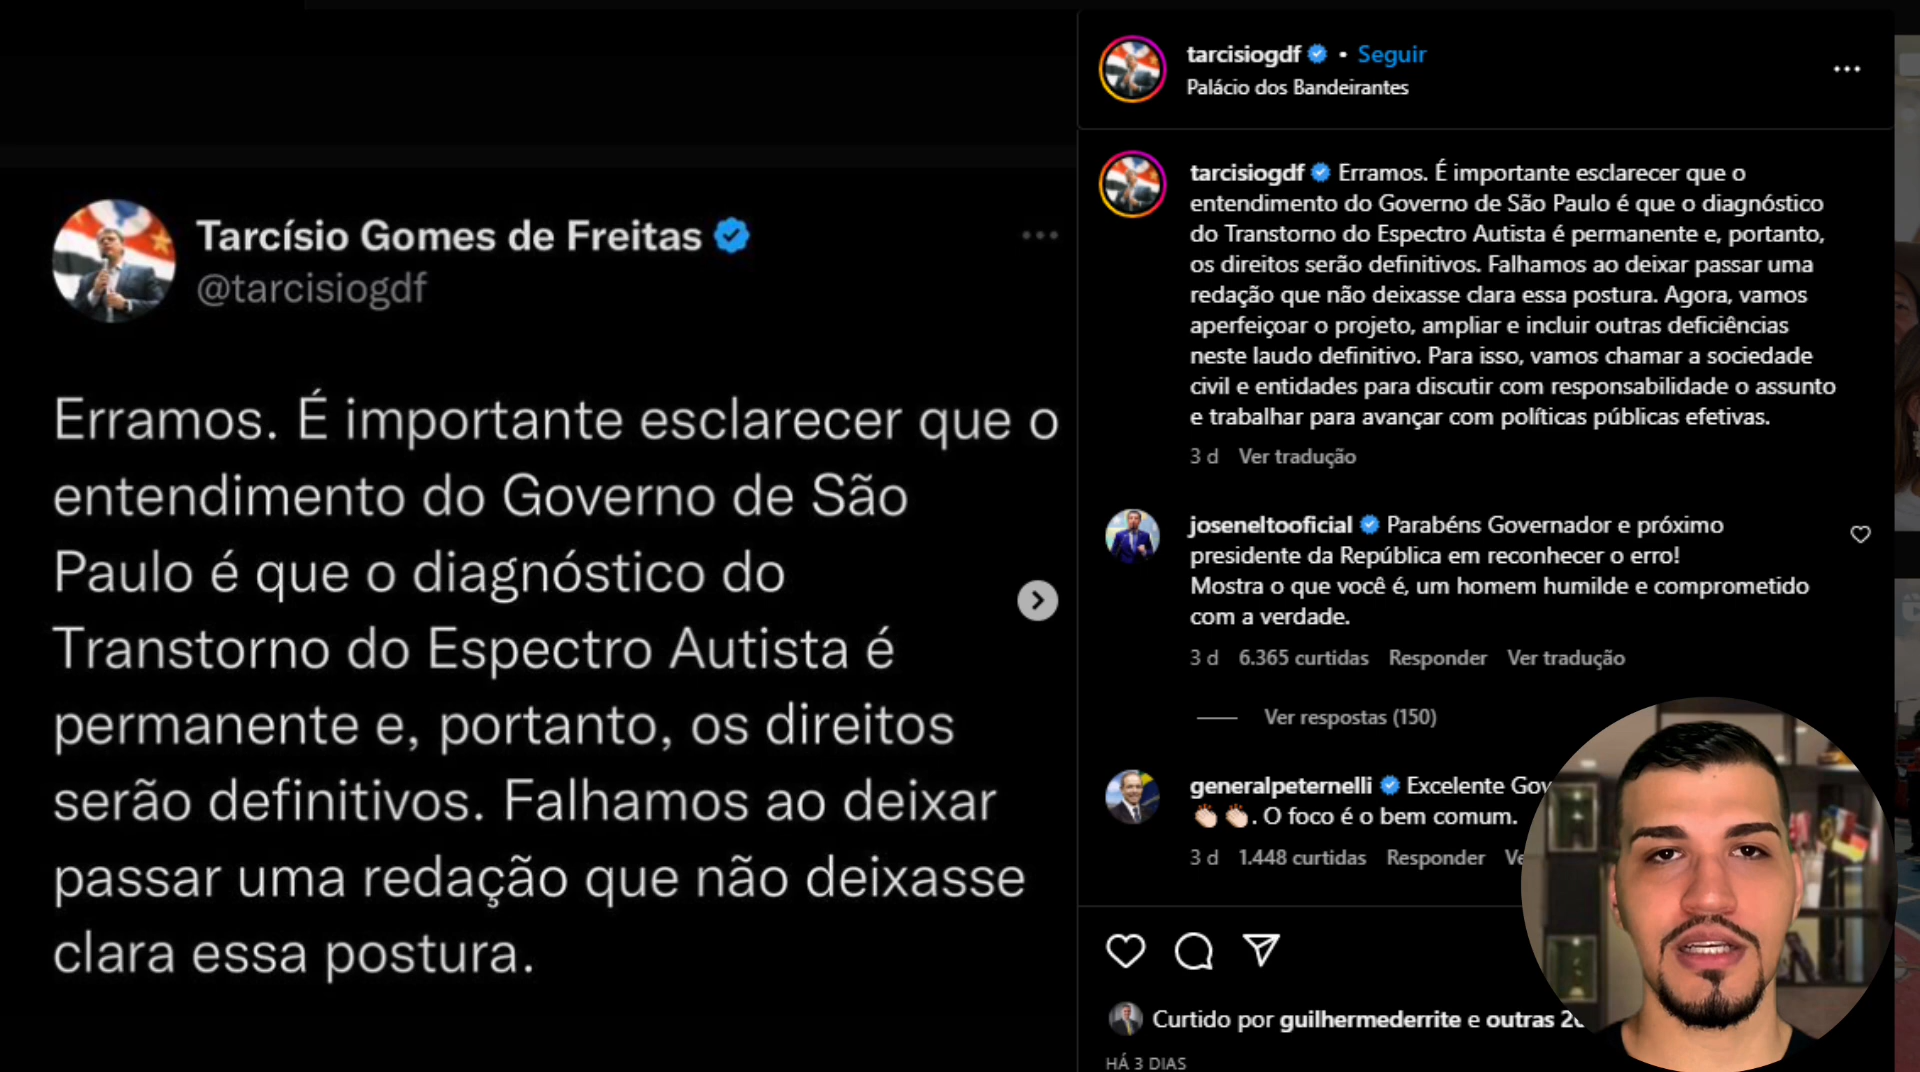 Tarcísio Gomes de Freitas
@tarcisiogdf
Erramos. É importante esclarecer que o
entendimento do Governo de São
Paulo é que o diagnóstico do
Transtorno do Espectro Autista é
permanente e, portanto, os direitos
serão definitivos. Falhamos ao deixar
passar uma redação que não deixasse
clara essa postura.
tarcisiogdf • Seguir
Palácio dos Bandeirantes
tarcisiogdf Erramos. É importante esclarecer que o
entendimento do Governo de São Paulo é que o diagnóstico
do Transtorno do Espectro Autista é permanente e, portanto,
os direitos serão definitivos. Falhamos ao deixar passar uma
redação que não deixasse clara essa postura. Agora, vamos
aperfeiçoar o projeto, ampliar e incluir outras deficiências
neste laudo definitivo. Para isso, vamos chamar a sociedade
civil e entidades para discutir com responsabilidade o assunto
e trabalhar para avançar com políticas públicas efetivas.
3 d Ver tradução
joseneltooficial Parabéns Governador e próximo
presidente da República em reconhecer o erro!
Mostra o que você é, um homem humilde e comprometido
com a verdade.
3 d 6.365 curtidas Responder Ver tradução
Ver respostas (150)
generalpeternelli Excelente Gov
👏🏻👏🏻. O foco é o bem comum.
3 d 1.448 curtidas Responder
Curtido por guilhermederrite e outras
HÁ 3 DIAS